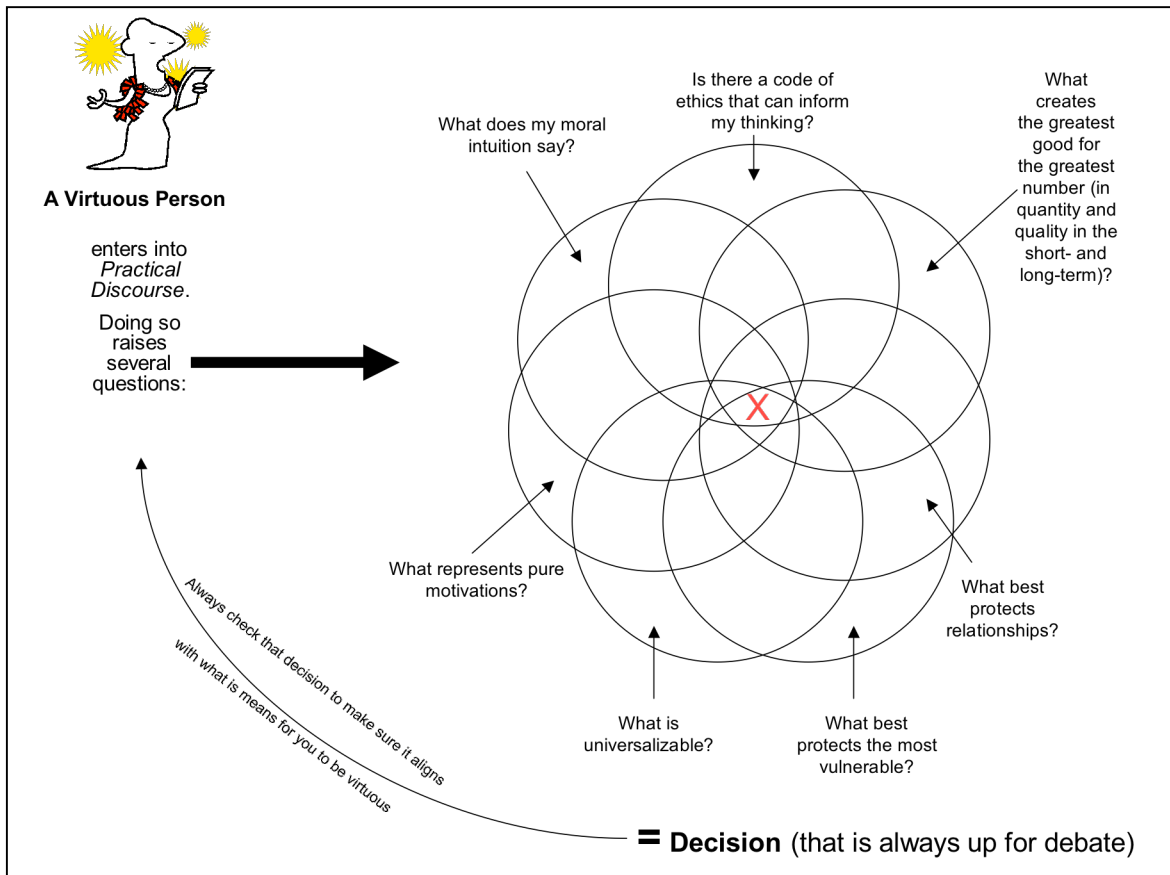 A Virtuous Person
enters into
Practical
Discourse.
Doing so
raises
several
questions:
What does my moral
intuition say?
Is there a code of
ethics that can inform
my thinking?
What
creates
the greatest
good for
the greatest
number (in
quantity and
quality in the
short- and
long-term)?
X
What represents pure
motivations?
What best
protects
relationships?
What is
universalizable?
What best
protects the most
vulnerable?
Always check that decision to make sure it aligns
with what is means for you to be virtuous
= Decision (that is always up for debate)